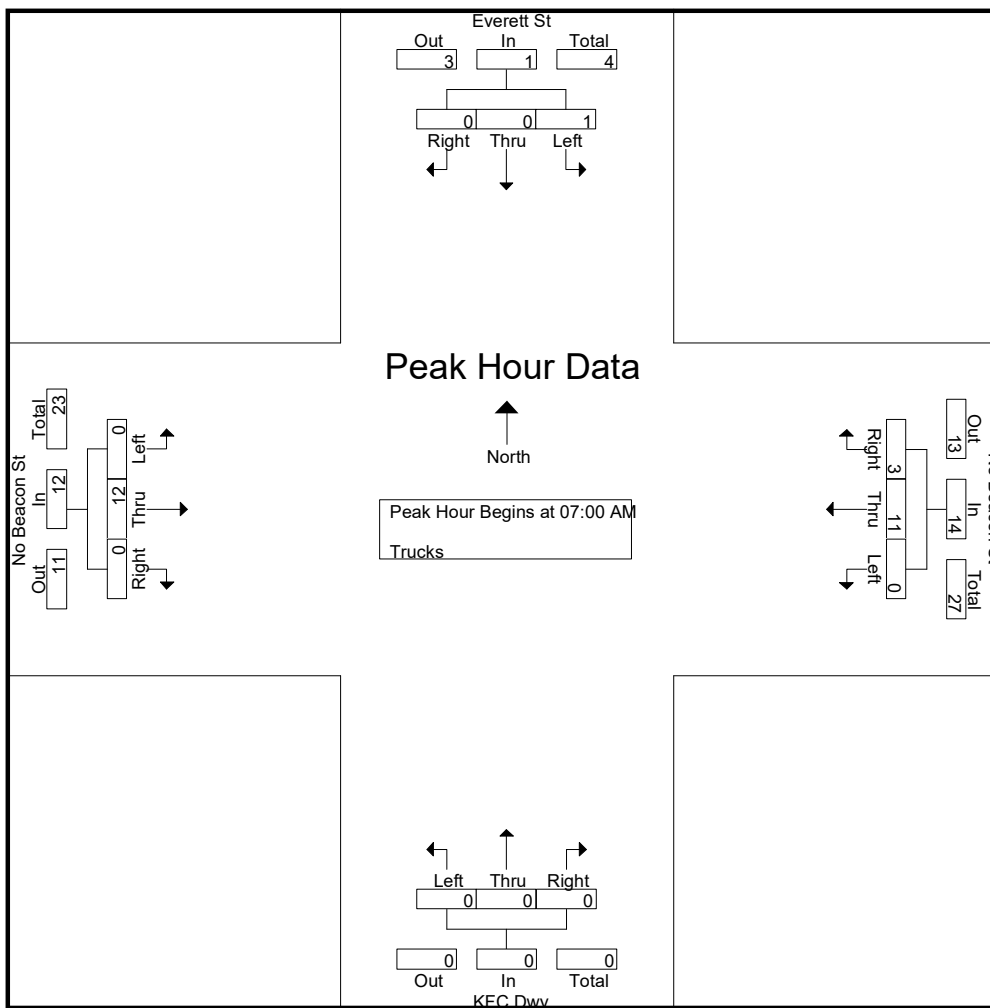 Everett St
Out In Total
3 1 4
0 0 1
Right Thru Left
Peak Hour Data
North
Peak Hour Begins at 07:00 AM
Trucks
No Beacon St
Total In Out
23 12 11
0 12 0
Left Thru Right
Out In Total
13 14 27
3 11 0
Right Thru Left
Left Thru Right
0 0 0
0 0 0
Out In Total
KFC Dwy